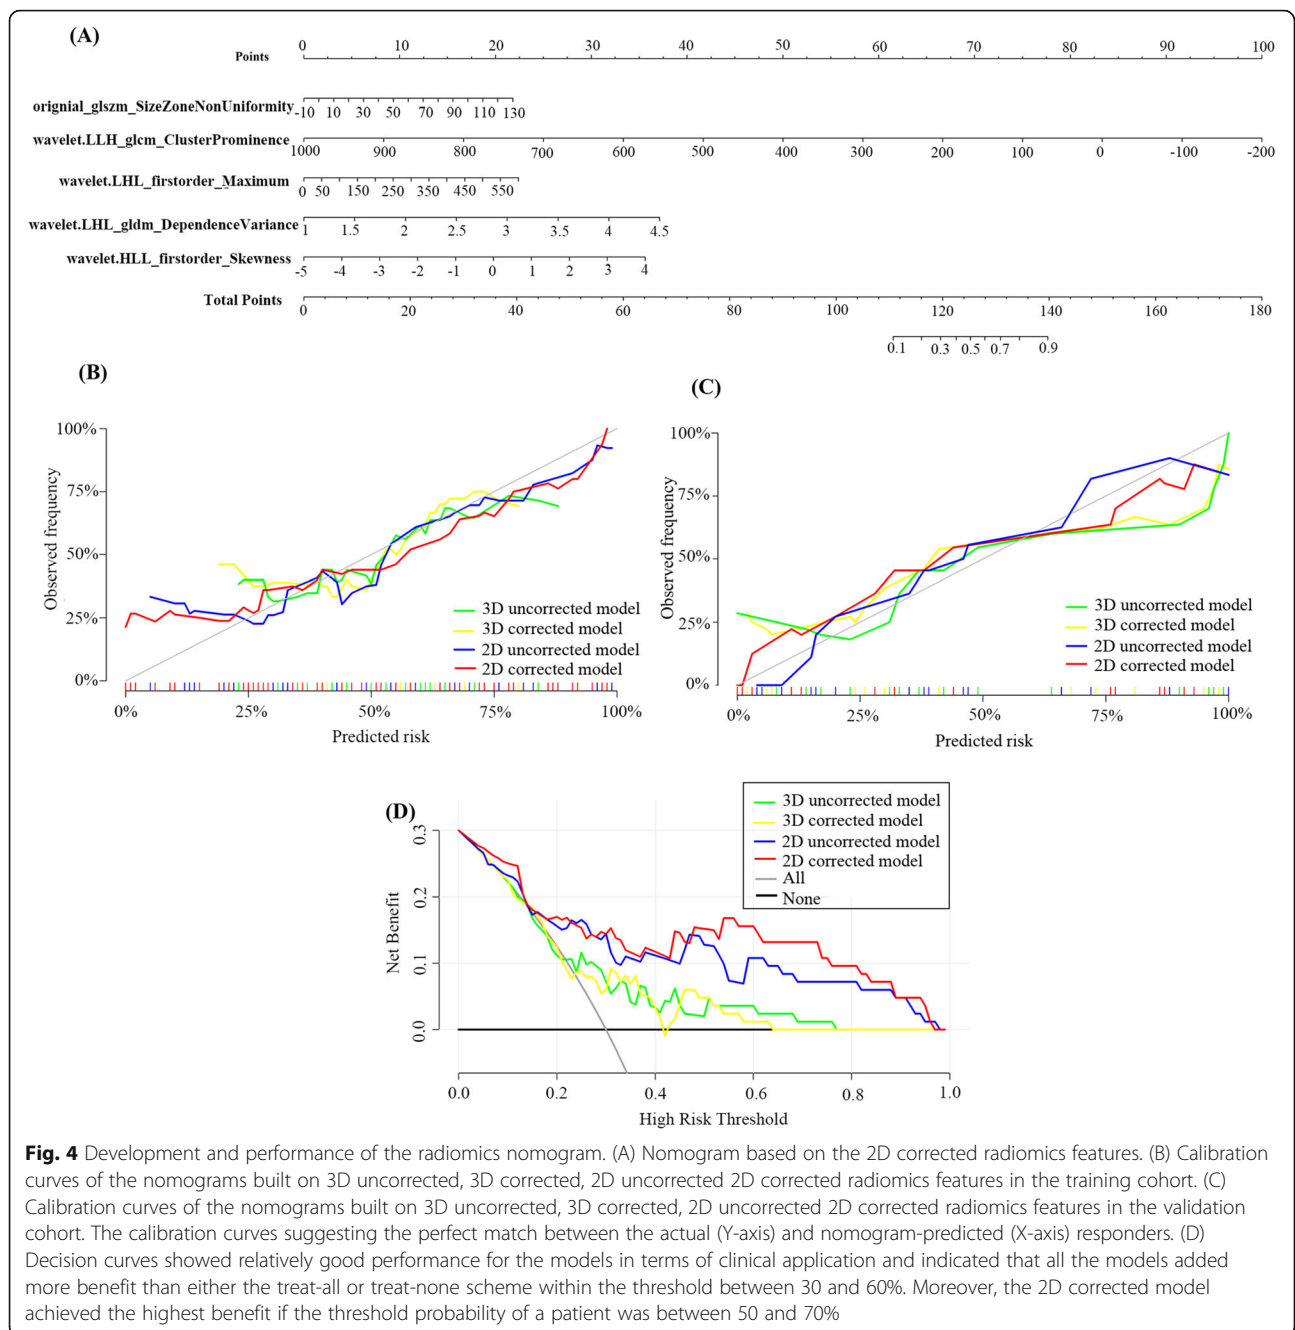 (A)
Points
0 10 20 30 40 50 60 70 80 90 100
orignial_glszm_SizeZoneNonUniformity
-10 10 30 50 70 90 110 130
wavelet.LLH_glcm_ClusterProminence
1000 900 800 700 600 500 400 300 200 100 0 -100 -200
wavelet.LHL_firstorder_Maximum
0 50 150 250 350 450 550
wavelet.LHL_gldm_DependenceVariance
1 1.5 2 2.5 3 3.5 4 4.5
wavelet.HLL_firstorder_Skewness
-5 -4 -3 -2 -1 0 1 2 3 4
Total Points
0 20 40 60 80 100 120 140 160 180
0.1 0.3 0.5 0.7 0.9
(B)
Observed frequency
100%
75%
50%
25%
0%
3D uncorrected model
3D corrected model
2D uncorrected model
2D corrected model
0% 25% 50% 75% 100%
Predicted risk
(C)
Observed frequency
100%
75%
50%
25%
0%
3D uncorrected model
3D corrected model
2D uncorrected model
2D corrected model
0% 25% 50% 75% 100%
Predicted risk
(D)
Net Benefit
0.3
0.2
0.1
0.0
3D uncorrected model
3D corrected model
2D uncorrected model
2D corrected model
All
None
0.0 0.2 0.4 0.6 0.8 1.0
High Risk Threshold
Fig. 4 Development and performance of the radiomics nomogram. (A) Nomogram based on the 2D corrected radiomics features. (B) Calibration
curves of the nomograms built on 3D uncorrected, 3D corrected, 2D uncorrected 2D corrected radiomics features in the training cohort. (C)
Calibration curves of the nomograms built on 3D uncorrected, 3D corrected, 2D uncorrected 2D corrected radiomics features in the validation
cohort. The calibration curves suggesting the perfect match between the actual (Y-axis) and nomogram-predicted (X-axis) responders. (D)
Decision curves showed relatively good performance for the models in terms of clinical application and indicated that all the models added
more benefit than either the treat-all or treat-none scheme within the threshold between 30 and 60%. Moreover, the 2D corrected model
achieved the highest benefit if the threshold probability of a patient was between 50 and 70%